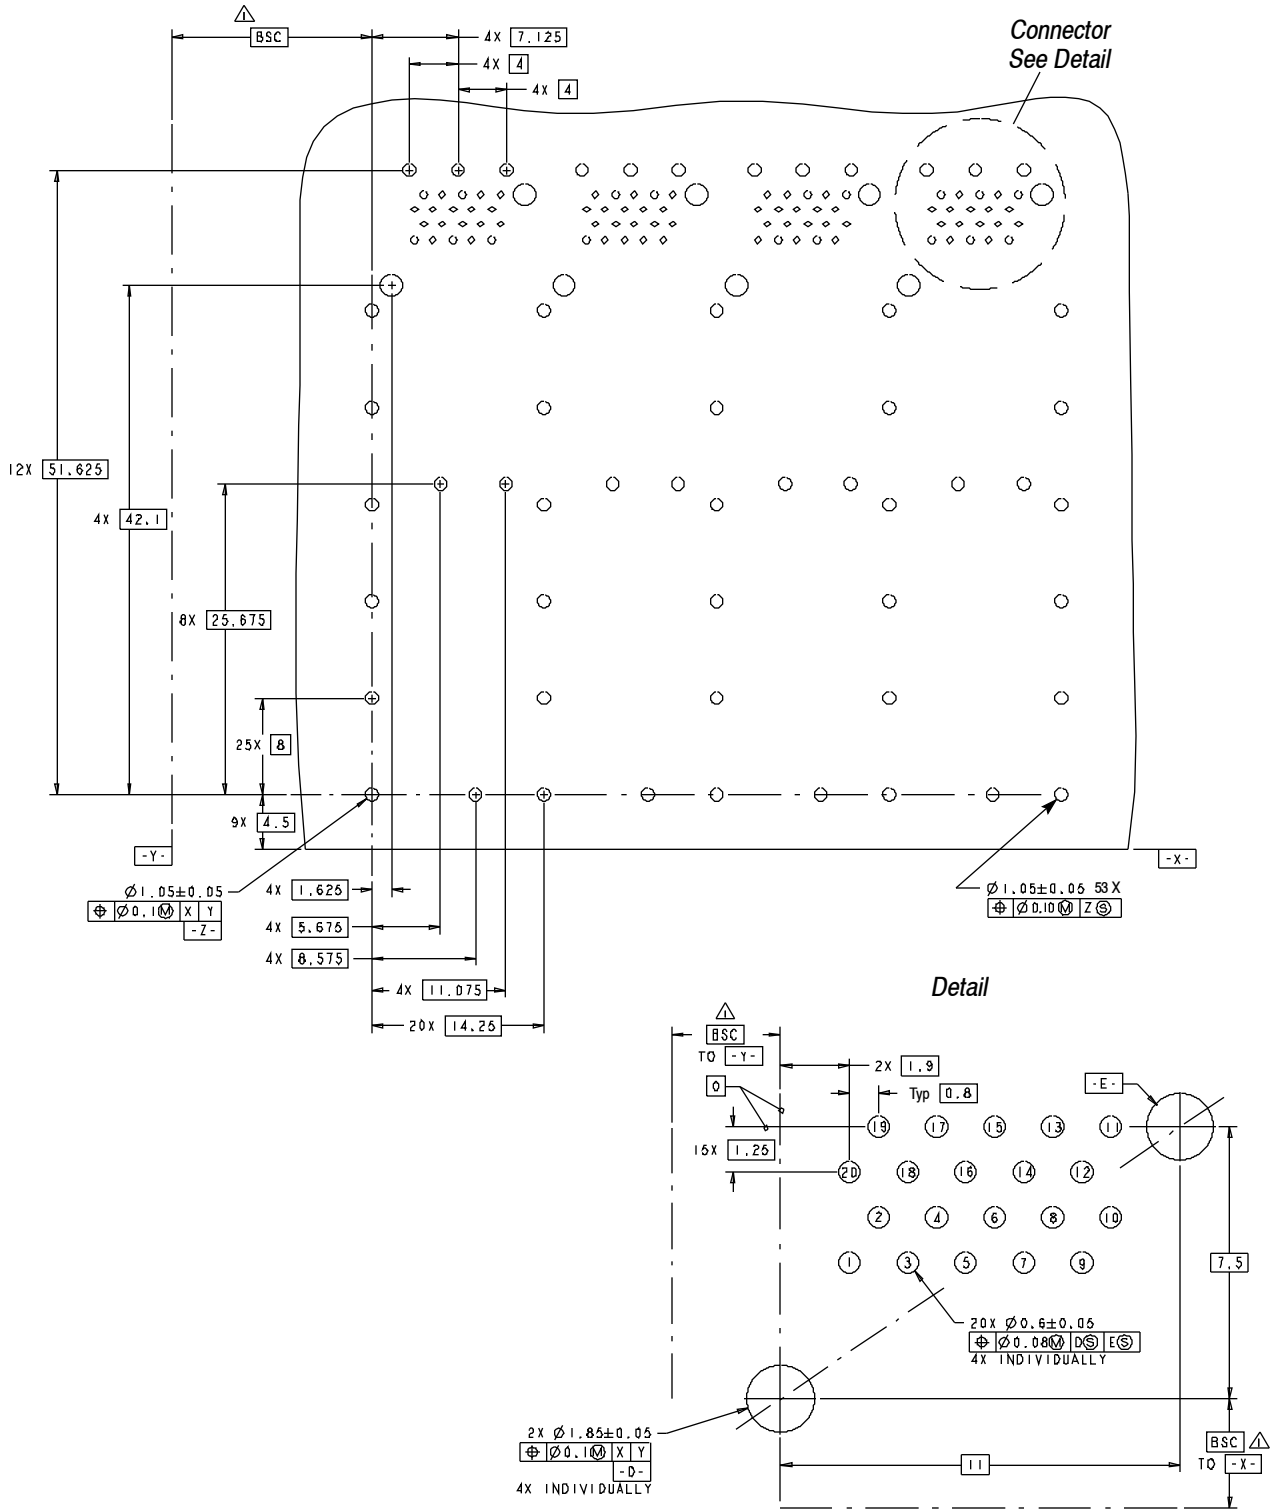 1
BSC
4X 7.125
4X 4
4X 4
Connector
See Detail
12X 51.625
4X 42.1
8X 25.675
25X 8
9X 4.5
-Y-
-X-
Ø1.05±0.05
⌖ Ø0.1Ⓜ X Y
-Z-
4X 1.625
4X 5.675
4X 8.575
4X 11.075
20X 14.25
Ø1.05±0.05 53X
⌖ Ø0.10Ⓜ ZⓈ
Detail
1
BSC
TO -Y-
0
2X 1.9
Typ 0.8
15X 1.25
-E-
19 17 15 13 11
20 18 16 14 12
2 4 6 8 10
1 3 5 7 9
7.5
20X Ø0.6±0.05
⌖ Ø0.08Ⓜ DⓈ EⓈ
4X INDIVIDUALLY
2X Ø1.85±0.05
⌖ Ø0.1Ⓜ X Y
-D-
4X INDIVIDUALLY
11
BSC 1
TO -X-